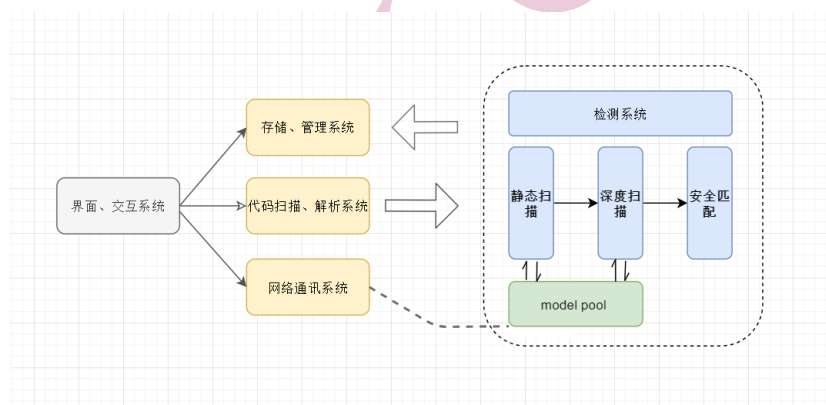 检测系统
存储、管理系统
界面、交互系统
代码扫描、解析系统
静态扫
描
深度扫
描
安全匹
配
网络通讯系统
model pool